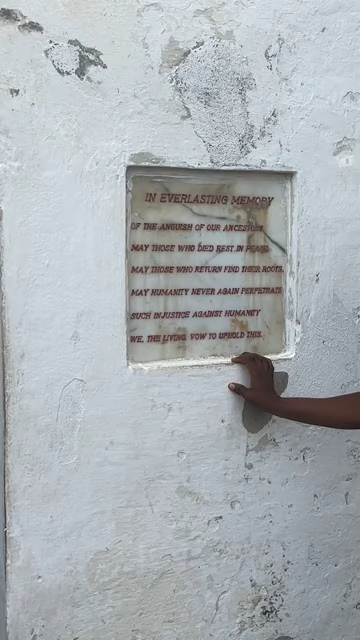 IN EVERLASTING MEMORY
OF THE ANGUISH OF OUR ANCESTORS.
MAY THOSE WHO DIED REST IN PEACE.
MAY THOSE WHO RETURN FIND THEIR ROOTS.
MAY HUMANITY NEVER AGAIN PERPETRATE
SUCH INJUSTICE AGAINST HUMANITY
WE, THE LIVING, VOW TO UPHOLD THIS.